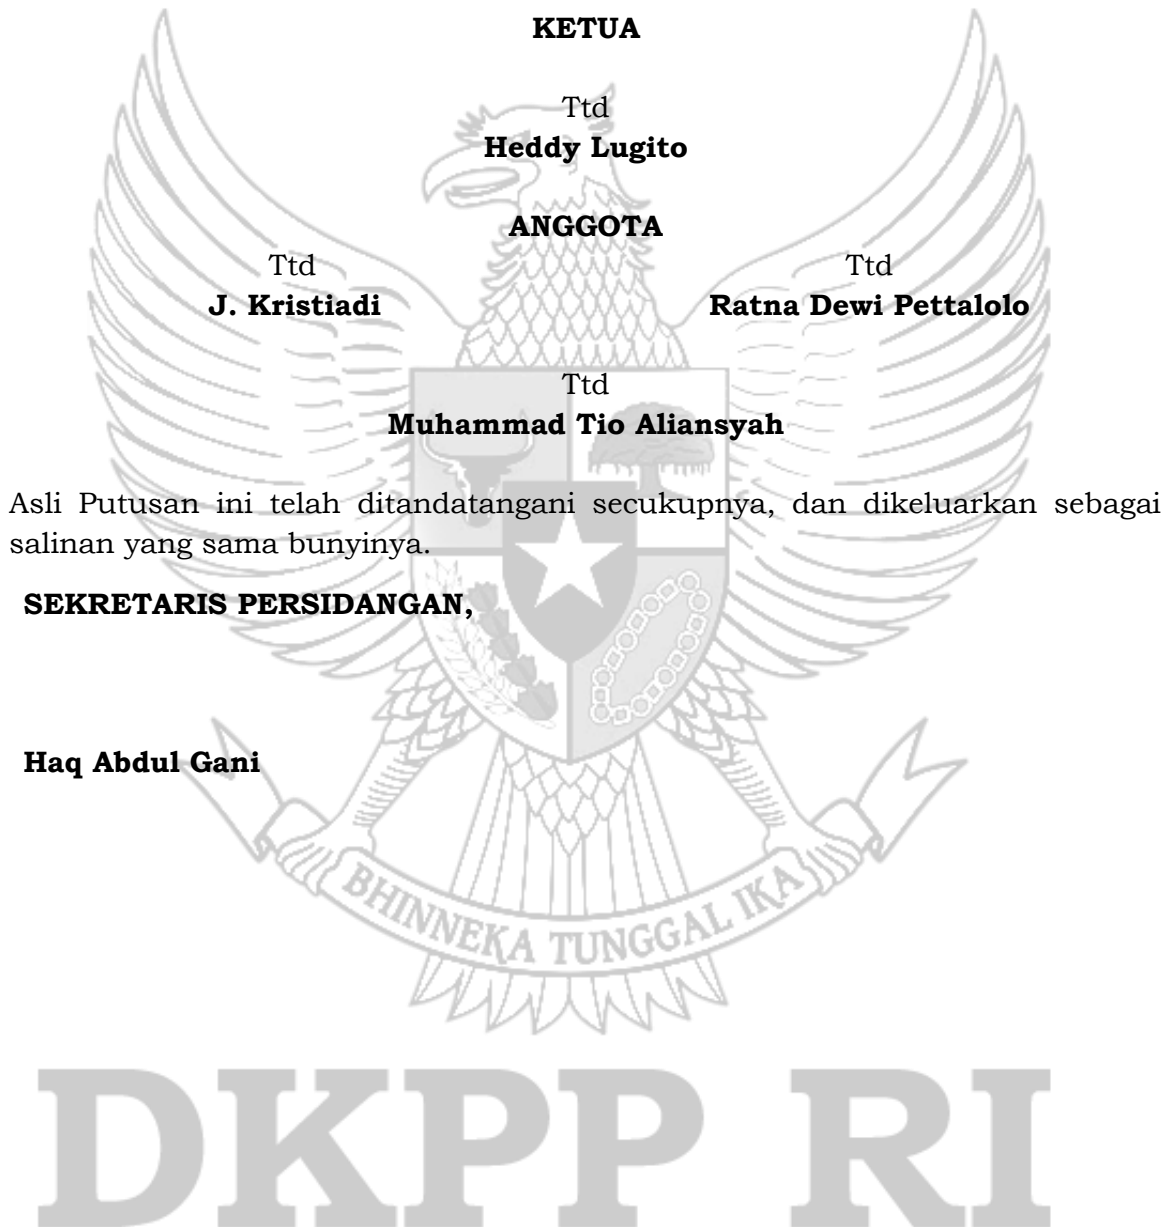 KETUA
Ttd
Heddy Lugito
ANGGOTA
Ttd Ttd
J. Kristiadi Ratna Dewi Pettalolo
Ttd
Muhammad Tio Aliansyah
Asli Putusan ini telah ditandatangani secukupnya, dan dikeluarkan sebagai
salinan yang sama bunyinya.
SEKRETARIS PERSIDANGAN,
Haq Abdul Gani
BHINNEKA TUNGGAL IKA
DKPP RI